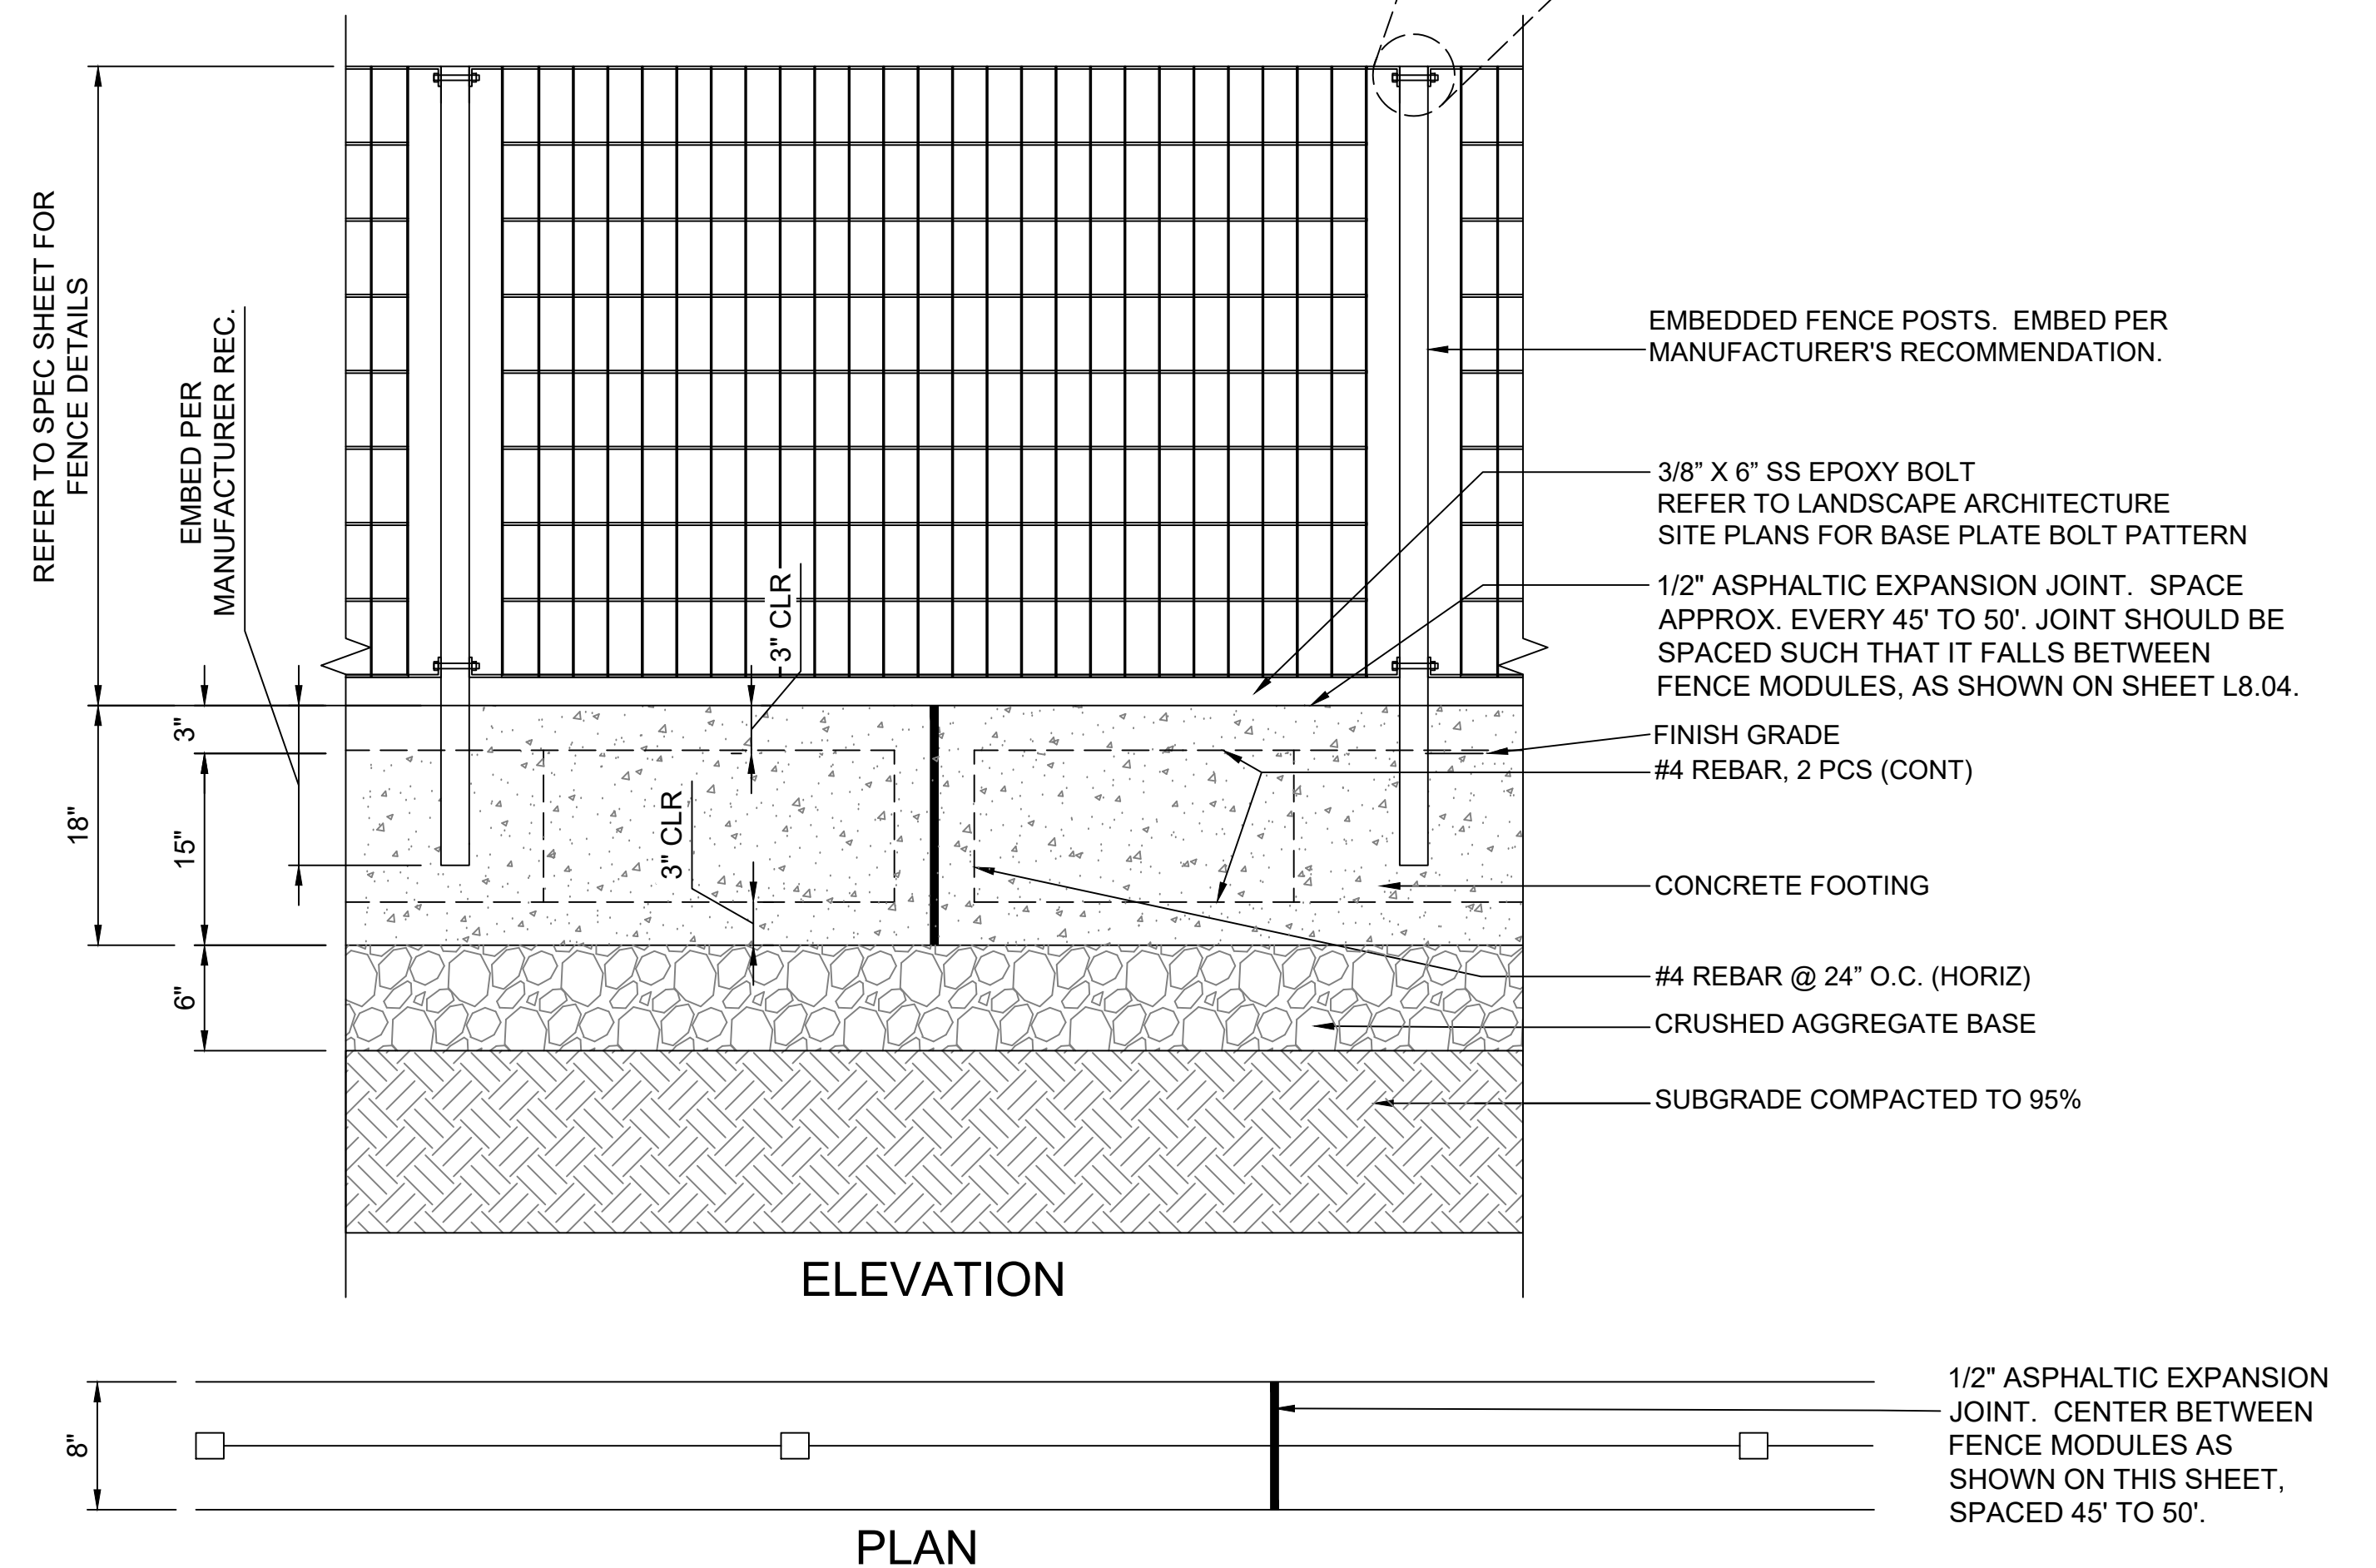 REFER TO SPEC SHEET FOR
FENCE DETAILS
EMBED PER
MANUFACTURER REC.
3" CLR
3" CLR
3"
18"
15"
6"
EMBEDDED FENCE POSTS.  EMBED PER
MANUFACTURER'S RECOMMENDATION.
3/8” X 6” SS EPOXY BOLT
REFER TO LANDSCAPE ARCHITECTURE
SITE PLANS FOR BASE PLATE BOLT PATTERN
1/2" ASPHALTIC EXPANSION JOINT.  SPACE
APPROX. EVERY 45' TO 50'. JOINT SHOULD BE
SPACED SUCH THAT IT FALLS BETWEEN
FENCE MODULES, AS SHOWN ON SHEET L8.04.
FINISH GRADE
#4 REBAR, 2 PCS (CONT)
CONCRETE FOOTING
#4 REBAR @ 24” O.C. (HORIZ)
CRUSHED AGGREGATE BASE
SUBGRADE COMPACTED TO 95%
ELEVATION
8"
1/2" ASPHALTIC EXPANSION
JOINT.  CENTER BETWEEN
FENCE MODULES AS
SHOWN ON THIS SHEET,
SPACED 45' TO 50'.
PLAN